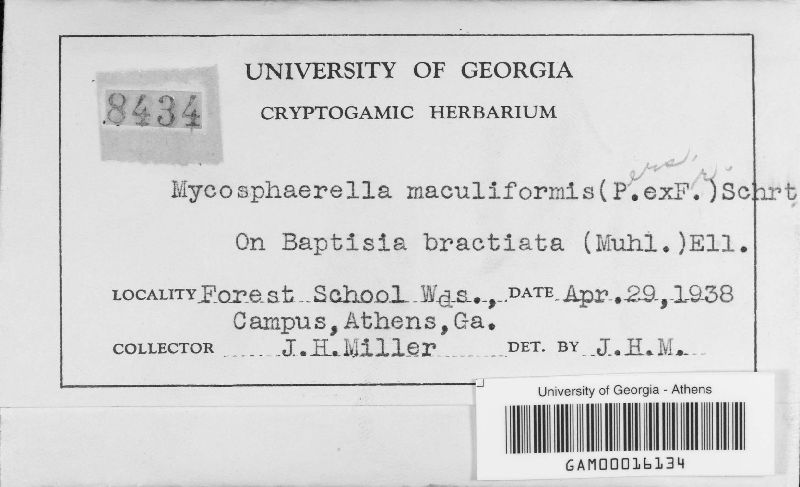 UNIVERSITY OF GEORGIA
8434
CRYPTOGAMIC HERBARIUM
ers. r.
Mycosphaerella maculiformis(P.exF.)Schrt.
On Baptisia bractiata (Muhl.)Ell.
LOCALITY Forest School Wds., DATE Apr.29,1938
Campus,Athens,Ga.
COLLECTOR J.H.Miller DET. BY J.H.M.
University of Georgia - Athens
GAM00016134